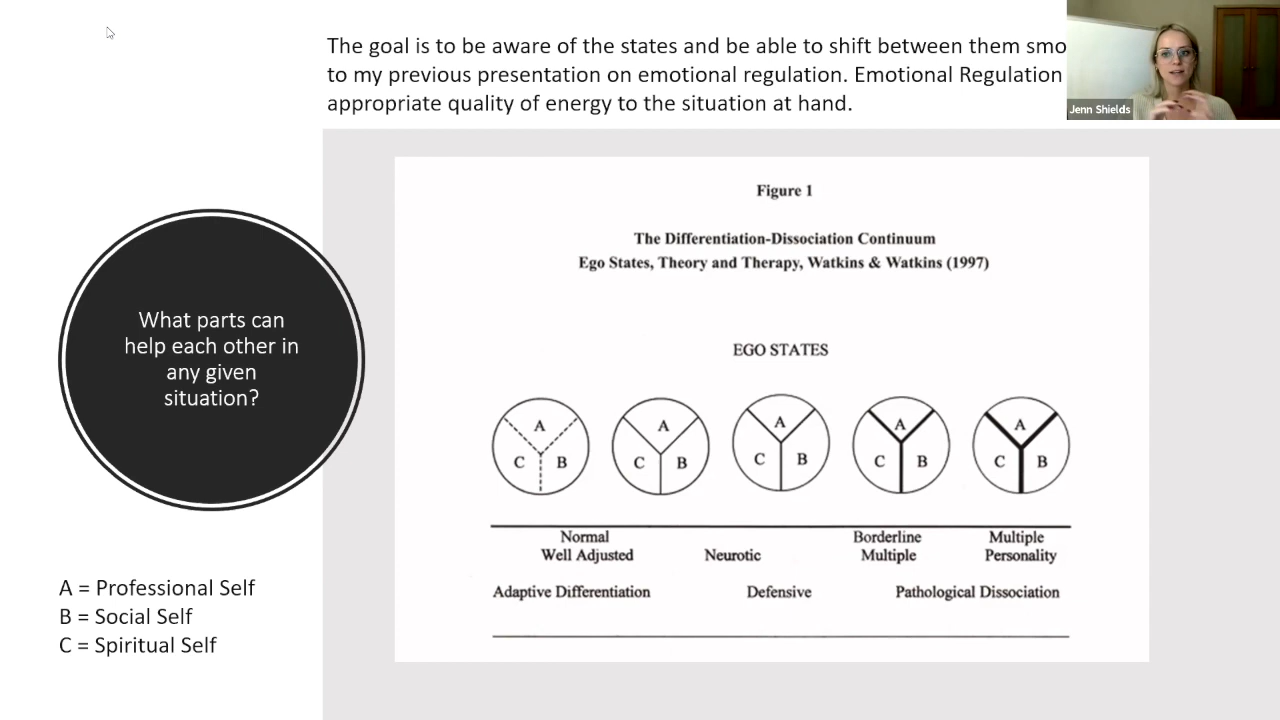 The goal is to be aware of the states and be able to shift between them
to my previous presentation on emotional regulation. Emotional Regulation
appropriate quality of energy to the situation at hand.
Jenn Shields
Figure 1
The Differentiation-Dissociation Continuum
Ego States, Theory and Therapy, Watkins & Watkins (1997)
EGO STATES
What parts can
help each other in
any given
situation?
A A A A A
C B C B C B C B C B
Normal
Well Adjusted
Neurotic
Borderline
Multiple
Multiple
Personality
Adaptive Differentiation
Defensive
Pathological Dissociation
A = Professional Self
B = Social Self
C = Spiritual Self